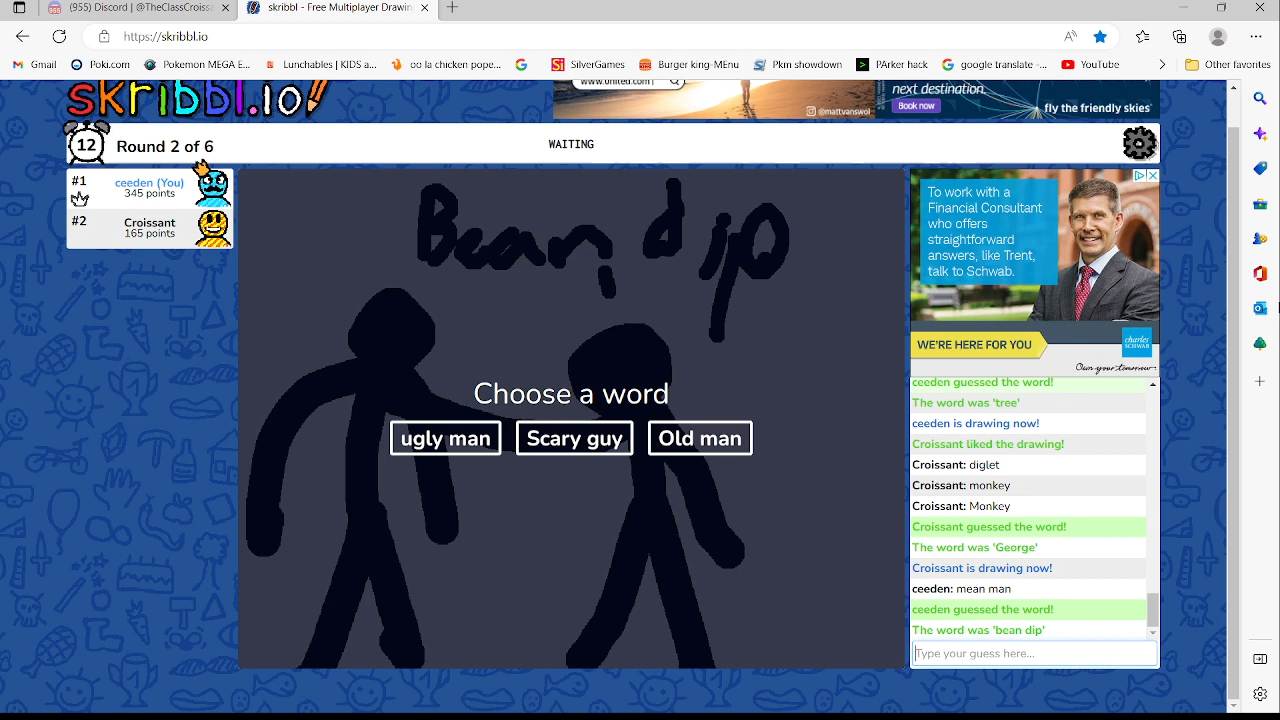 (955) Discord | @TheClassCroissa
skribbl - Free Multiplayer Drawin
https://skribbl.io
Gmail
Poki.com
Pokemon MEGA E...
Lunchables | KIDS a...
oo la chicken pope...
SilverGames
Burger king-MEnu
Pkm showdown
PArker hack
google translate -...
YouTube
Other favorites
skribbl.io
www.united.com
@mattvanswol
next destination.
Book now
fly the friendly skies
12
Round 2 of 6
WAITING
#1
ceeden (You)
345 points
#2
Croissant
165 points
Bean dip
Choose a word
ugly man
Scary guy
Old man
To work with a
Financial Consultant
who offers
straightforward
answers, like Trent,
talk to Schwab.
WE'RE HERE FOR YOU
charles
SCHWAB
Own your tomorrow.
ceeden guessed the word!
The word was 'tree'
ceeden is drawing now!
Croissant liked the drawing!
Croissant: diglet
Croissant: monkey
Croissant: Monkey
Croissant guessed the word!
The word was 'George'
Croissant is drawing now!
ceeden: mean man
ceeden guessed the word!
The word was 'bean dip'
Type your guess here...